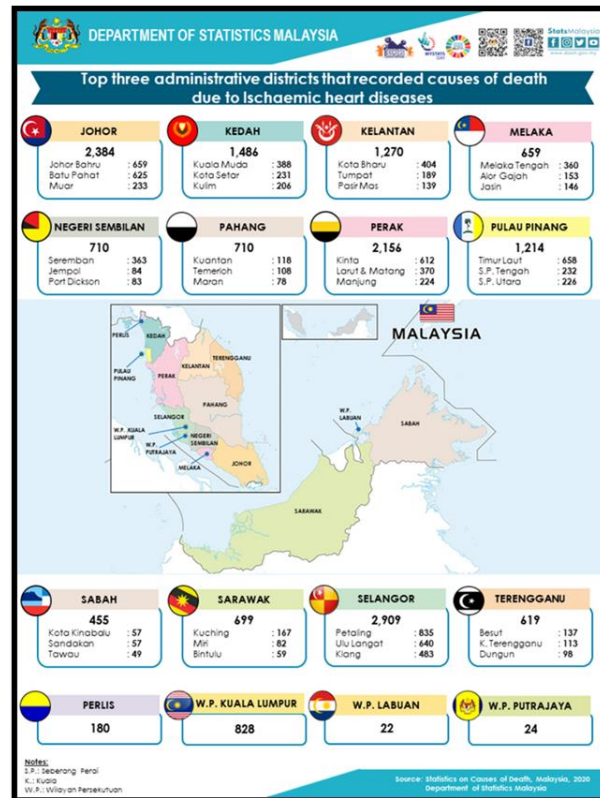 DEPARTMENT OF STATISTICS MALAYSIA
StatsMalaysia
Top three administrative districts that recorded causes of death
due to Ischaemic heart diseases
JOHOR
2,384
Johor Bahru : 659
Batu Pahat : 625
Muar : 233
KEDAH
1,486
Kuala Muda : 388
Kota Setar : 231
Kulim : 206
KELANTAN
1,270
Kota Bharu : 404
Tumpat : 189
Pasir Mas : 139
MELAKA
659
Melaka Tengah : 360
Alor Gajah : 153
Jasin : 146
NEGERI SEMBILAN
710
Seremban : 363
Jempol : 84
Port Dickson : 83
PAHANG
710
Kuantan : 118
Temerloh : 108
Maran : 78
PERAK
2,156
Kinta : 612
Larut & Matang : 370
Manjung : 224
PULAU PINANG
1,214
Timur Laut : 658
S.P. Tengah : 232
S.P. Utara : 226
MALAYSIA
PERLIS
KEDAH
PULAU
PINANG
PERAK
KELANTAN
TERENGGANU
PAHANG
SELANGOR
W.P. KUALA
LUMPUR
W.P.
PUTRAJAYA
NEGERI
SEMBILAN
MELAKA
JOHOR
W.P.
LABUAN
SABAH
SARAWAK
SABAH
455
Kota Kinabalu : 57
Sandakan : 57
Tawau : 49
SARAWAK
699
Kuching : 167
Miri : 82
Bintulu : 59
SELANGOR
2,909
Petaling : 835
Ulu Langat : 640
Klang : 483
TERENGGANU
619
Besut : 137
K. Terengganu : 113
Dungun : 98
PERLIS
180
W.P. KUALA LUMPUR
828
W.P. LABUAN
22
W.P. PUTRAJAYA
24
Notes:
S.P.: Seberang Perai
K.: Kuala
W.P.: Wilayah Persekutuan
Source: Statistics on Causes of Death, Malaysia, 2020
Department of Statistics Malaysia